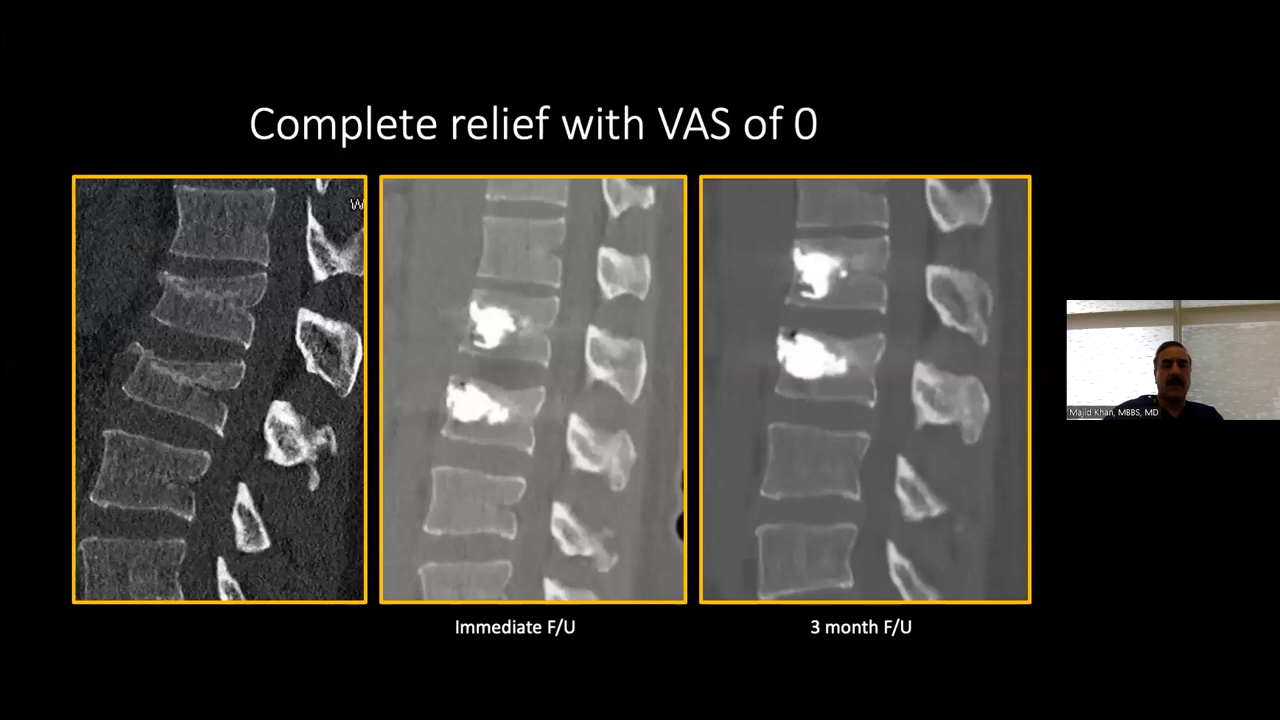 Complete relief with VAS of 0
W
Majid Khan, MBBS, MD
Immediate F/U
3 month F/U